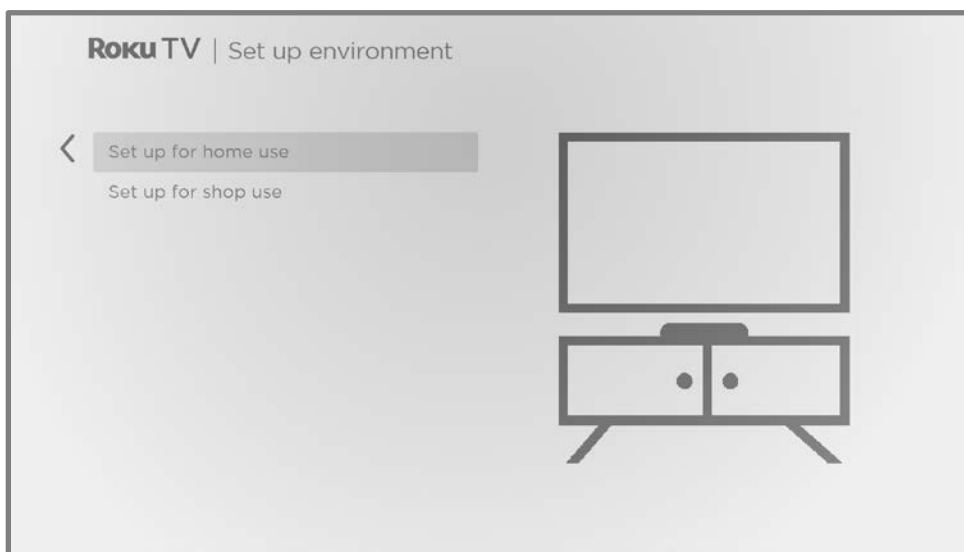 Roku TV | Set up environment
Set up for home use
Set up for shop use